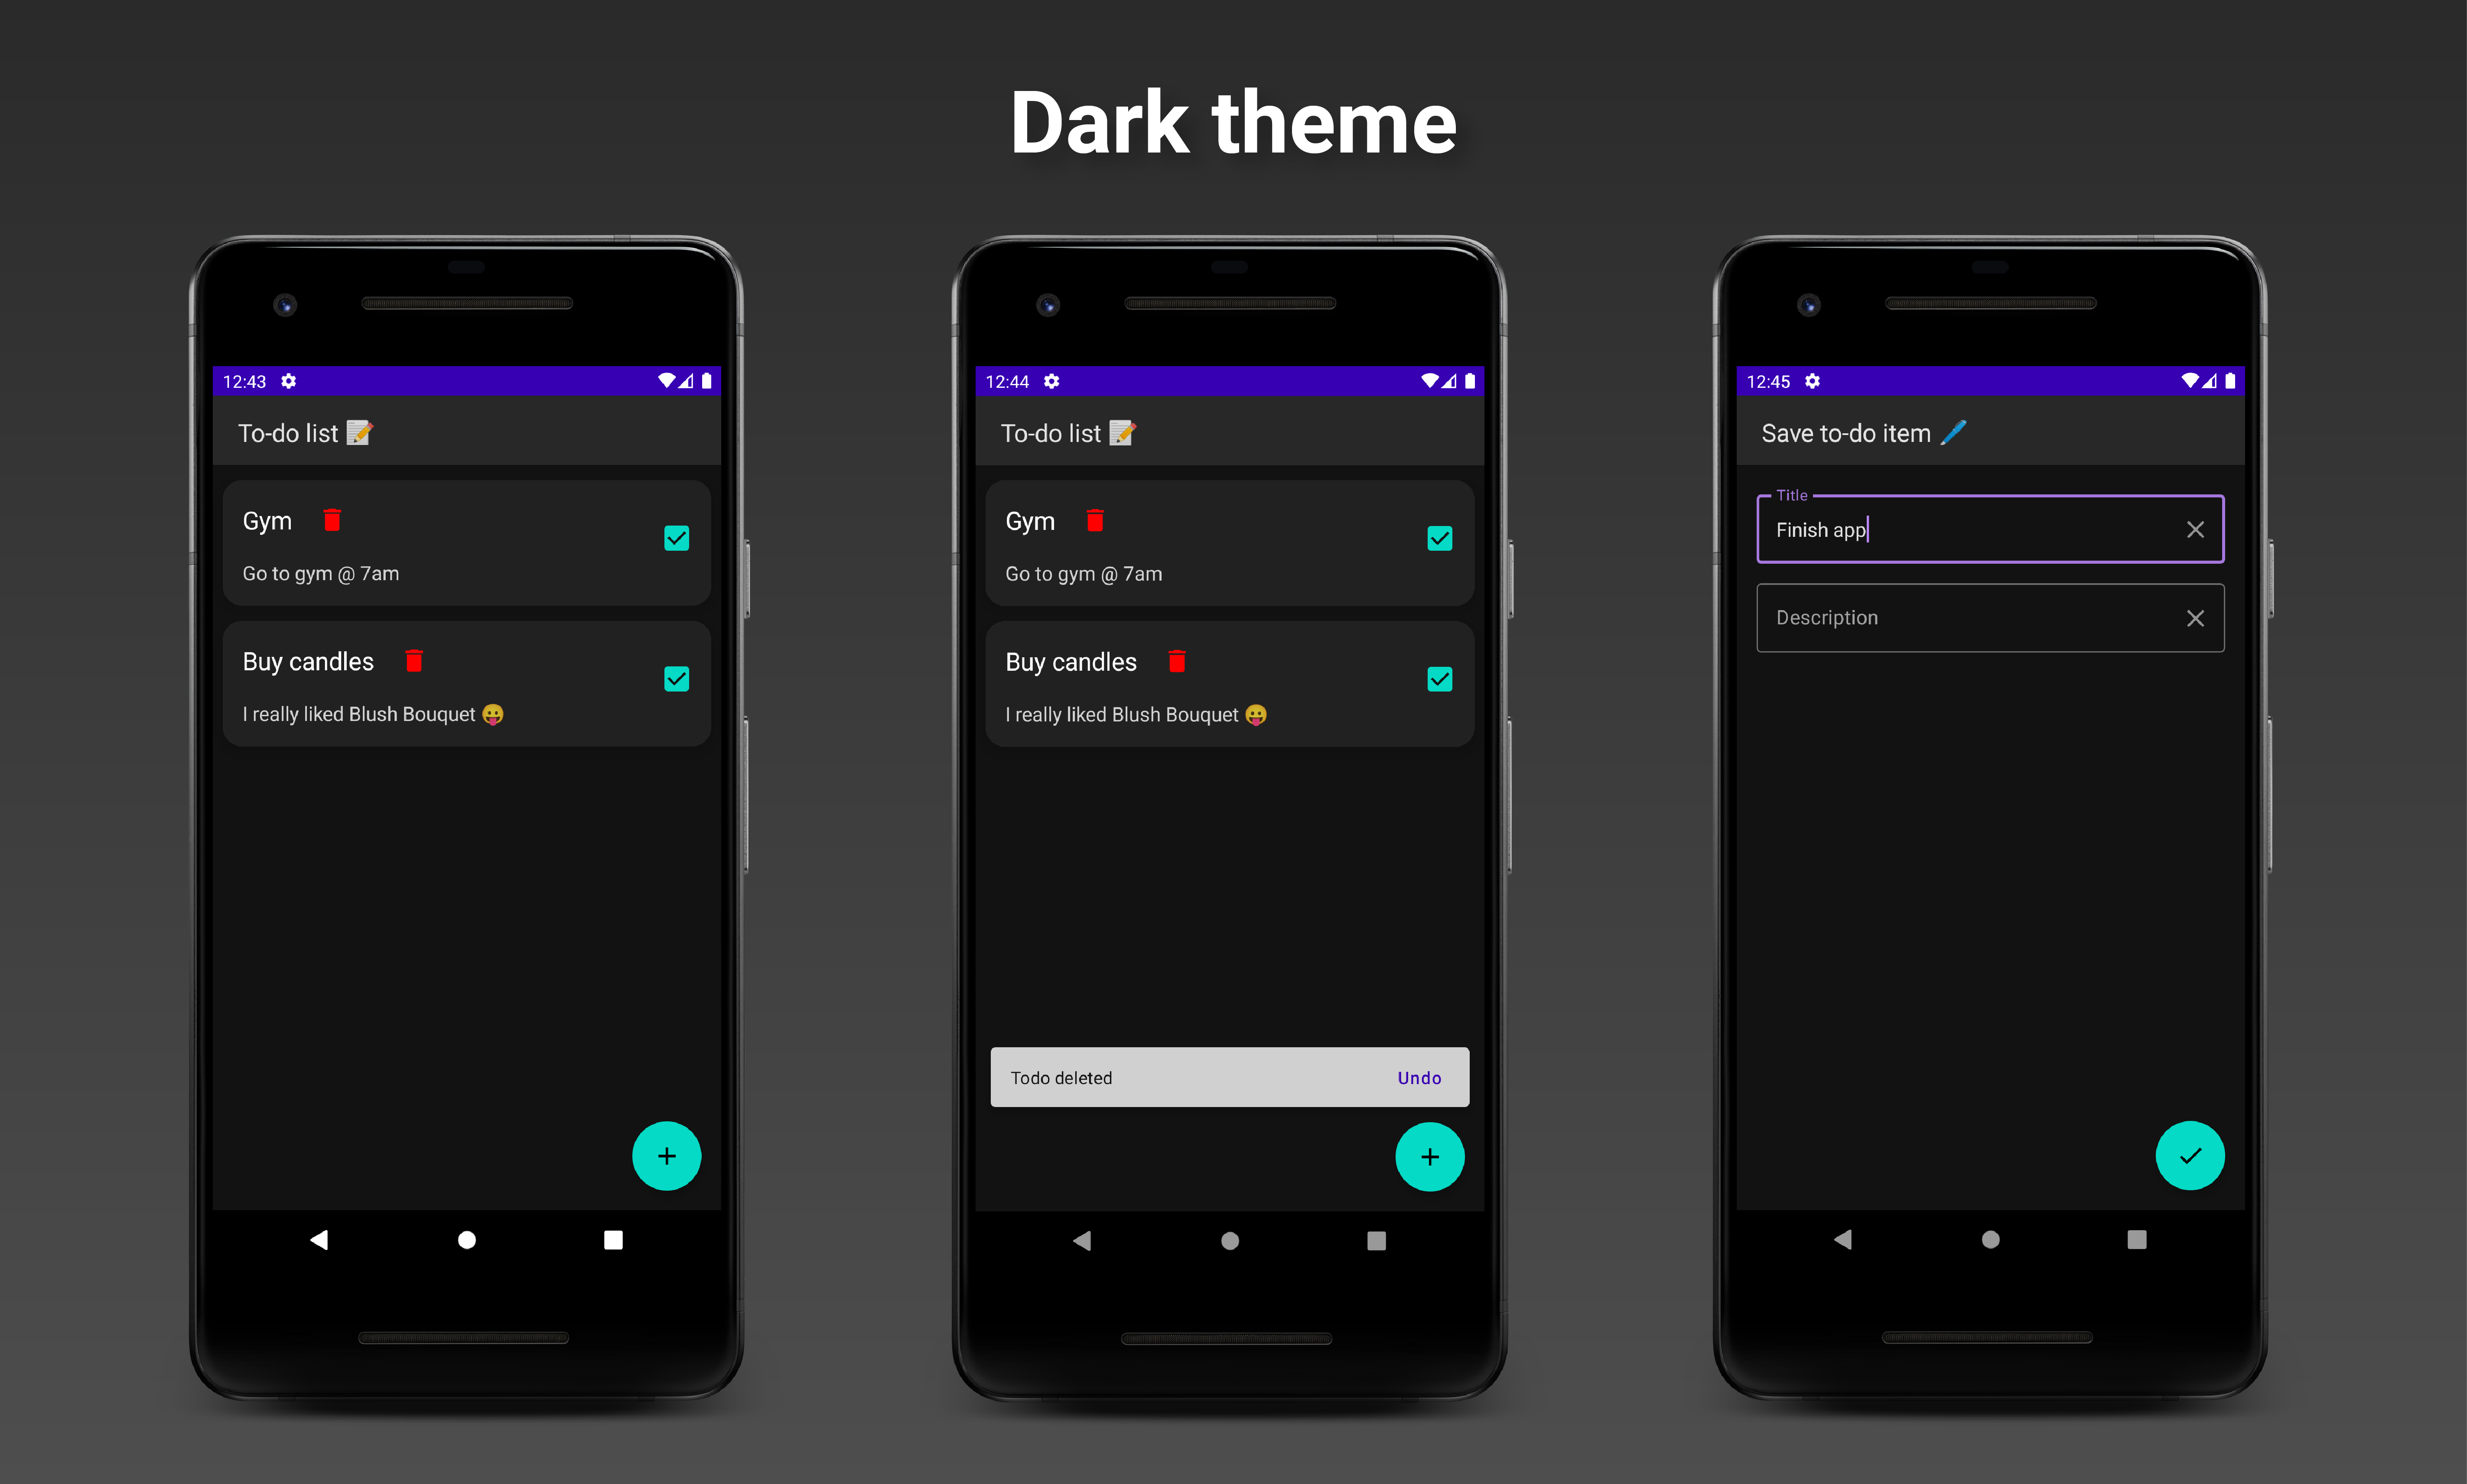 Dark theme
12:43
To-do list 📝
Gym
Go to gym @ 7am
Buy candles
I really liked Blush Bouquet 😛
12:44
To-do list 📝
Gym
Go to gym @ 7am
Buy candles
I really liked Blush Bouquet 😛
Todo deleted Undo
12:45
Save to-do item 🖊️
Title
Finish app
Description